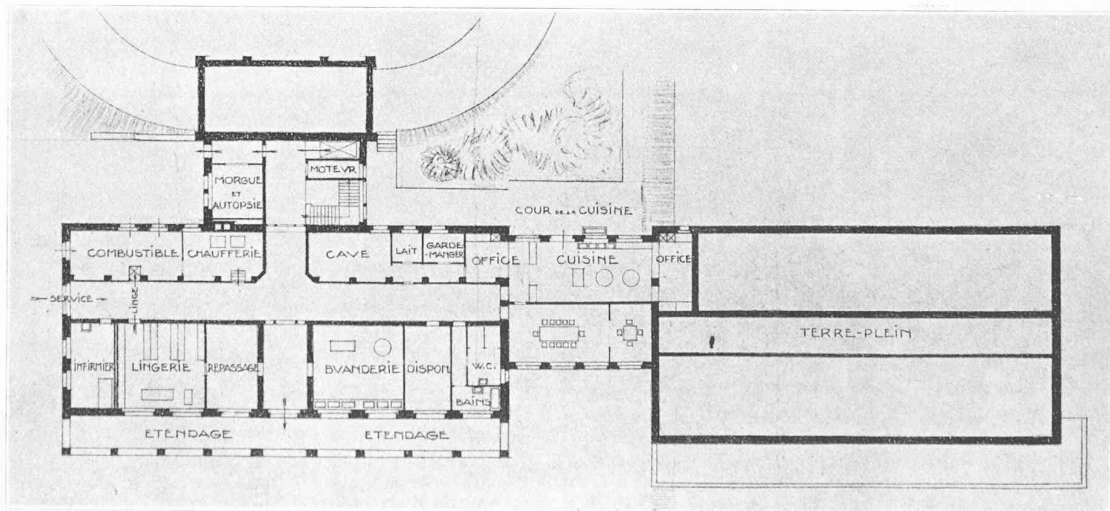 MOTEVR
MORGUE
ET
AUTOPSIE
COUR DE LA CUISINE
COMBUSTIBLE
CHAUFFERIE
CAVE
LAIT
GARDE-
MANGER
OFFICE
CUISINE
OFFICE
SERVICE
LINGE
TERRE-PLEIN
INFIRMIER
LINGERIE
REPASSAGE
BVANDERIE
DISPON.
W.C.
BAINS
ETENDAGE
ETENDAGE